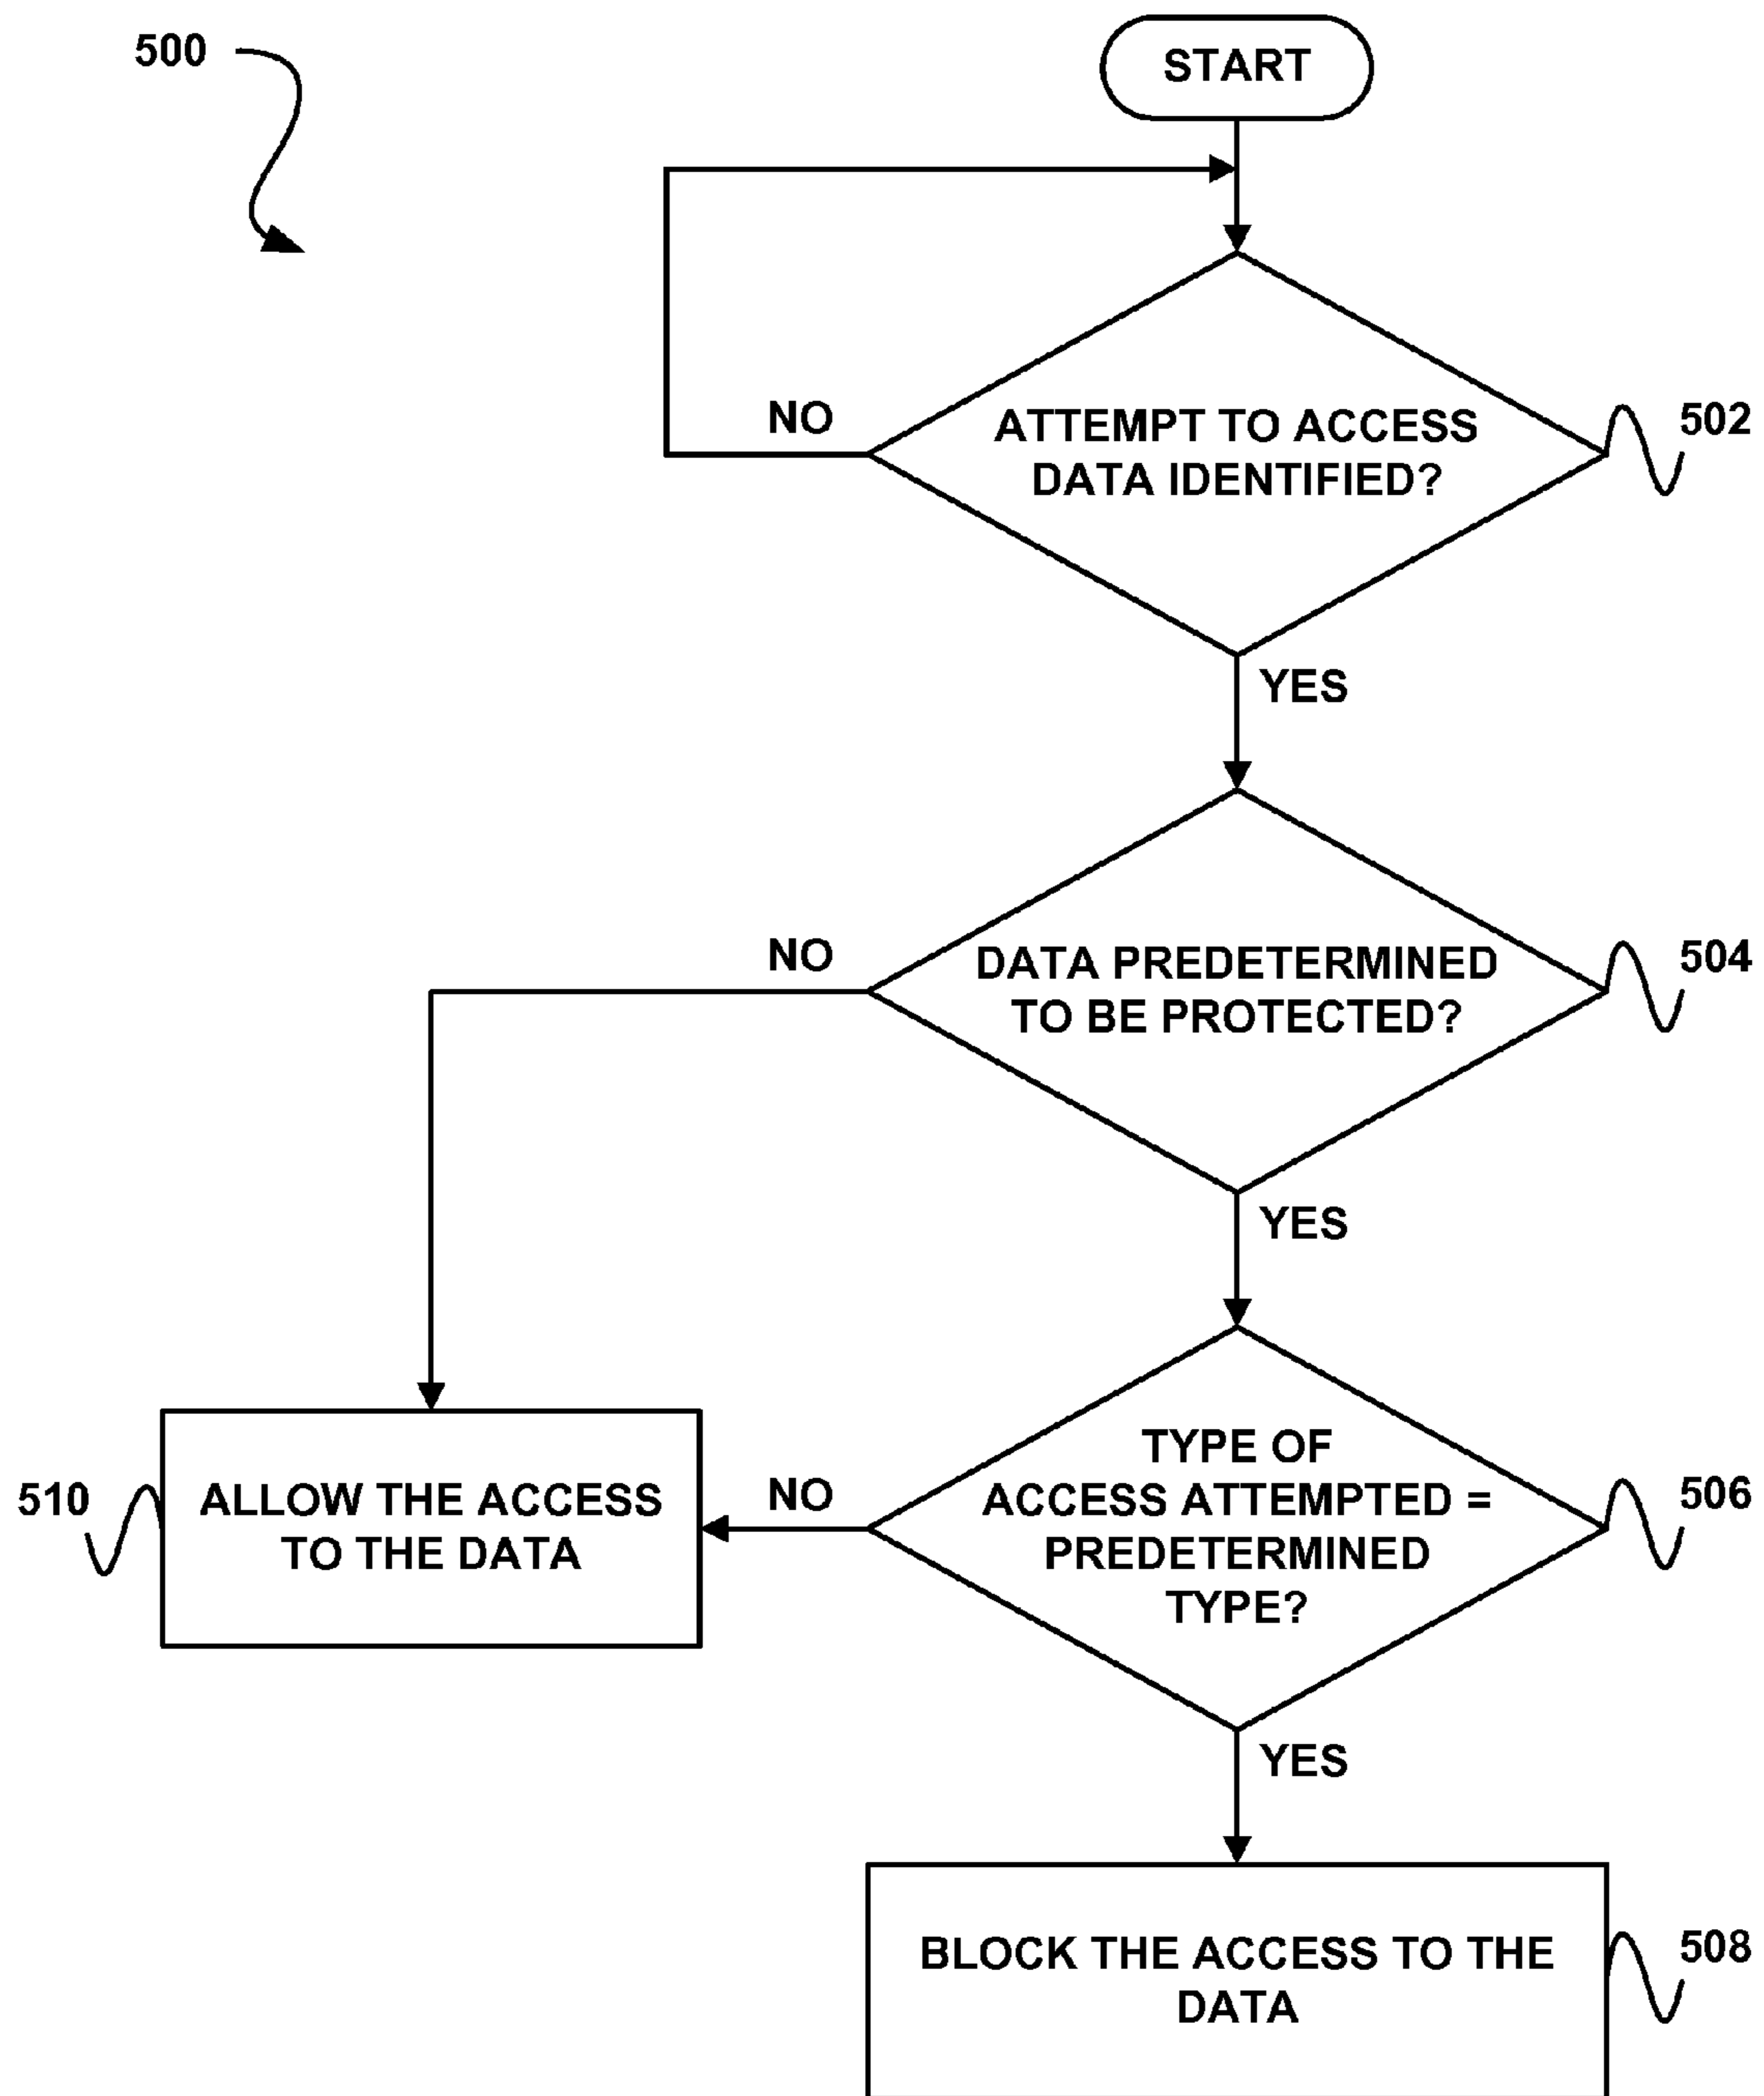 500
START
NO
ATTEMPT TO ACCESS
DATA IDENTIFIED?
502
YES
NO
DATA PREDETERMINED
TO BE PROTECTED?
504
YES
510
ALLOW THE ACCESS
TO THE DATA
NO
TYPE OF
ACCESS ATTEMPTED =
PREDETERMINED
TYPE?
506
YES
BLOCK THE ACCESS TO THE
DATA
508